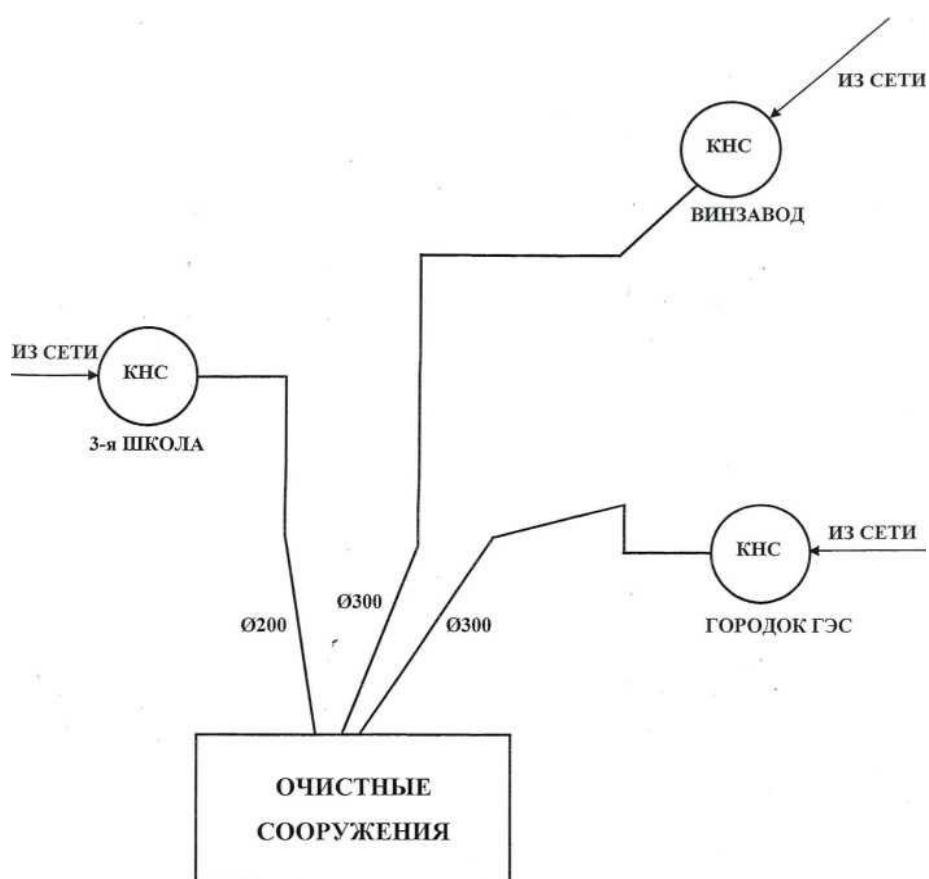 ИЗ СЕТИ
КНС
ВИНЗАВОД
ИЗ СЕТИ
КНС
3-я ШКОЛА
ИЗ СЕТИ
КНС
ГОРОДОК ГЭС
Ø200
Ø300
Ø300
ОЧИСТНЫЕ
СООРУЖЕНИЯ